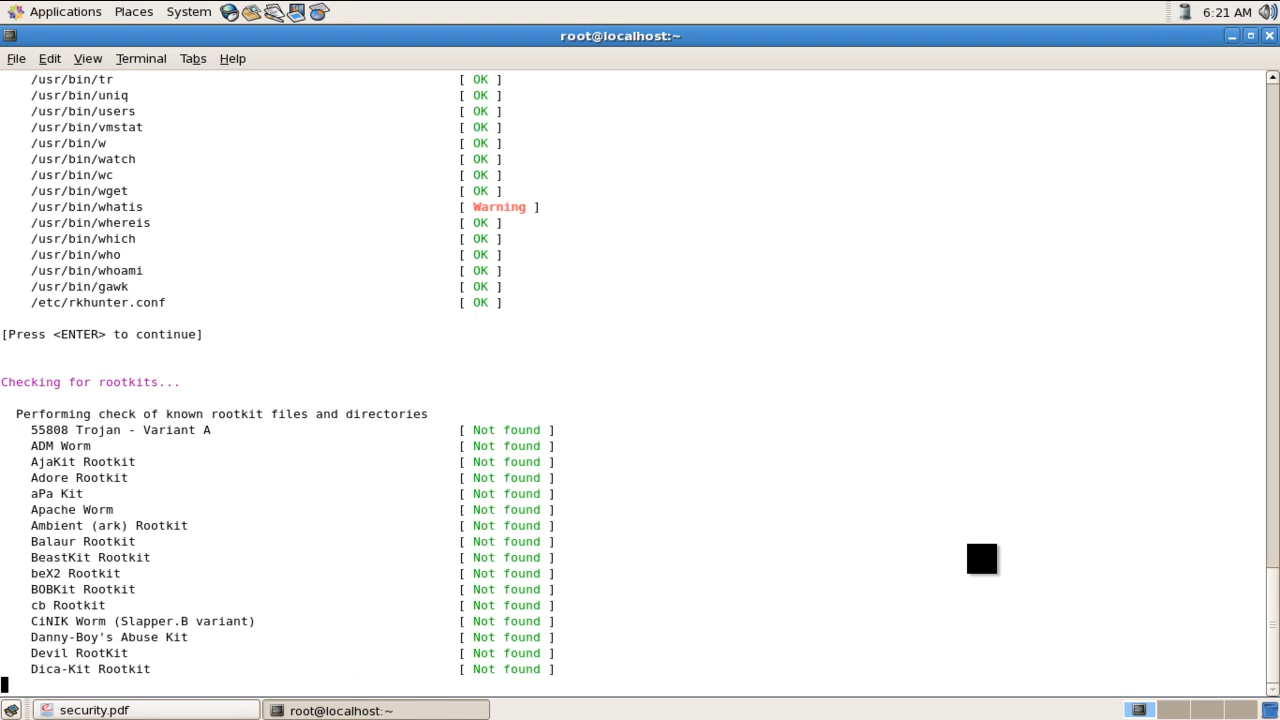 Applications Places System 6:21 AM
root@localhost:~
File Edit View Terminal Tabs Help
/usr/bin/tr [ OK ]
/usr/bin/uniq [ OK ]
/usr/bin/users [ OK ]
/usr/bin/vmstat [ OK ]
/usr/bin/w [ OK ]
/usr/bin/watch [ OK ]
/usr/bin/wc [ OK ]
/usr/bin/wget [ OK ]
/usr/bin/whatis [ Warning ]
/usr/bin/whereis [ OK ]
/usr/bin/which [ OK ]
/usr/bin/who [ OK ]
/usr/bin/whoami [ OK ]
/usr/bin/gawk [ OK ]
/etc/rkhunter.conf [ OK ]
[Press <ENTER> to continue]
Checking for rootkits...
Performing check of known rootkit files and directories
55808 Trojan - Variant A [ Not found ]
ADM Worm [ Not found ]
AjaKit Rootkit [ Not found ]
Adore Rootkit [ Not found ]
aPa Kit [ Not found ]
Apache Worm [ Not found ]
Ambient (ark) Rootkit [ Not found ]
Balaur Rootkit [ Not found ]
BeastKit Rootkit [ Not found ]
beX2 Rootkit [ Not found ]
BOBKit Rootkit [ Not found ]
cb Rootkit [ Not found ]
CiNIK Worm (Slapper.B variant) [ Not found ]
Danny-Boy's Abuse Kit [ Not found ]
Devil RootKit [ Not found ]
Dica-Kit Rootkit [ Not found ]
security.pdf root@localhost:~